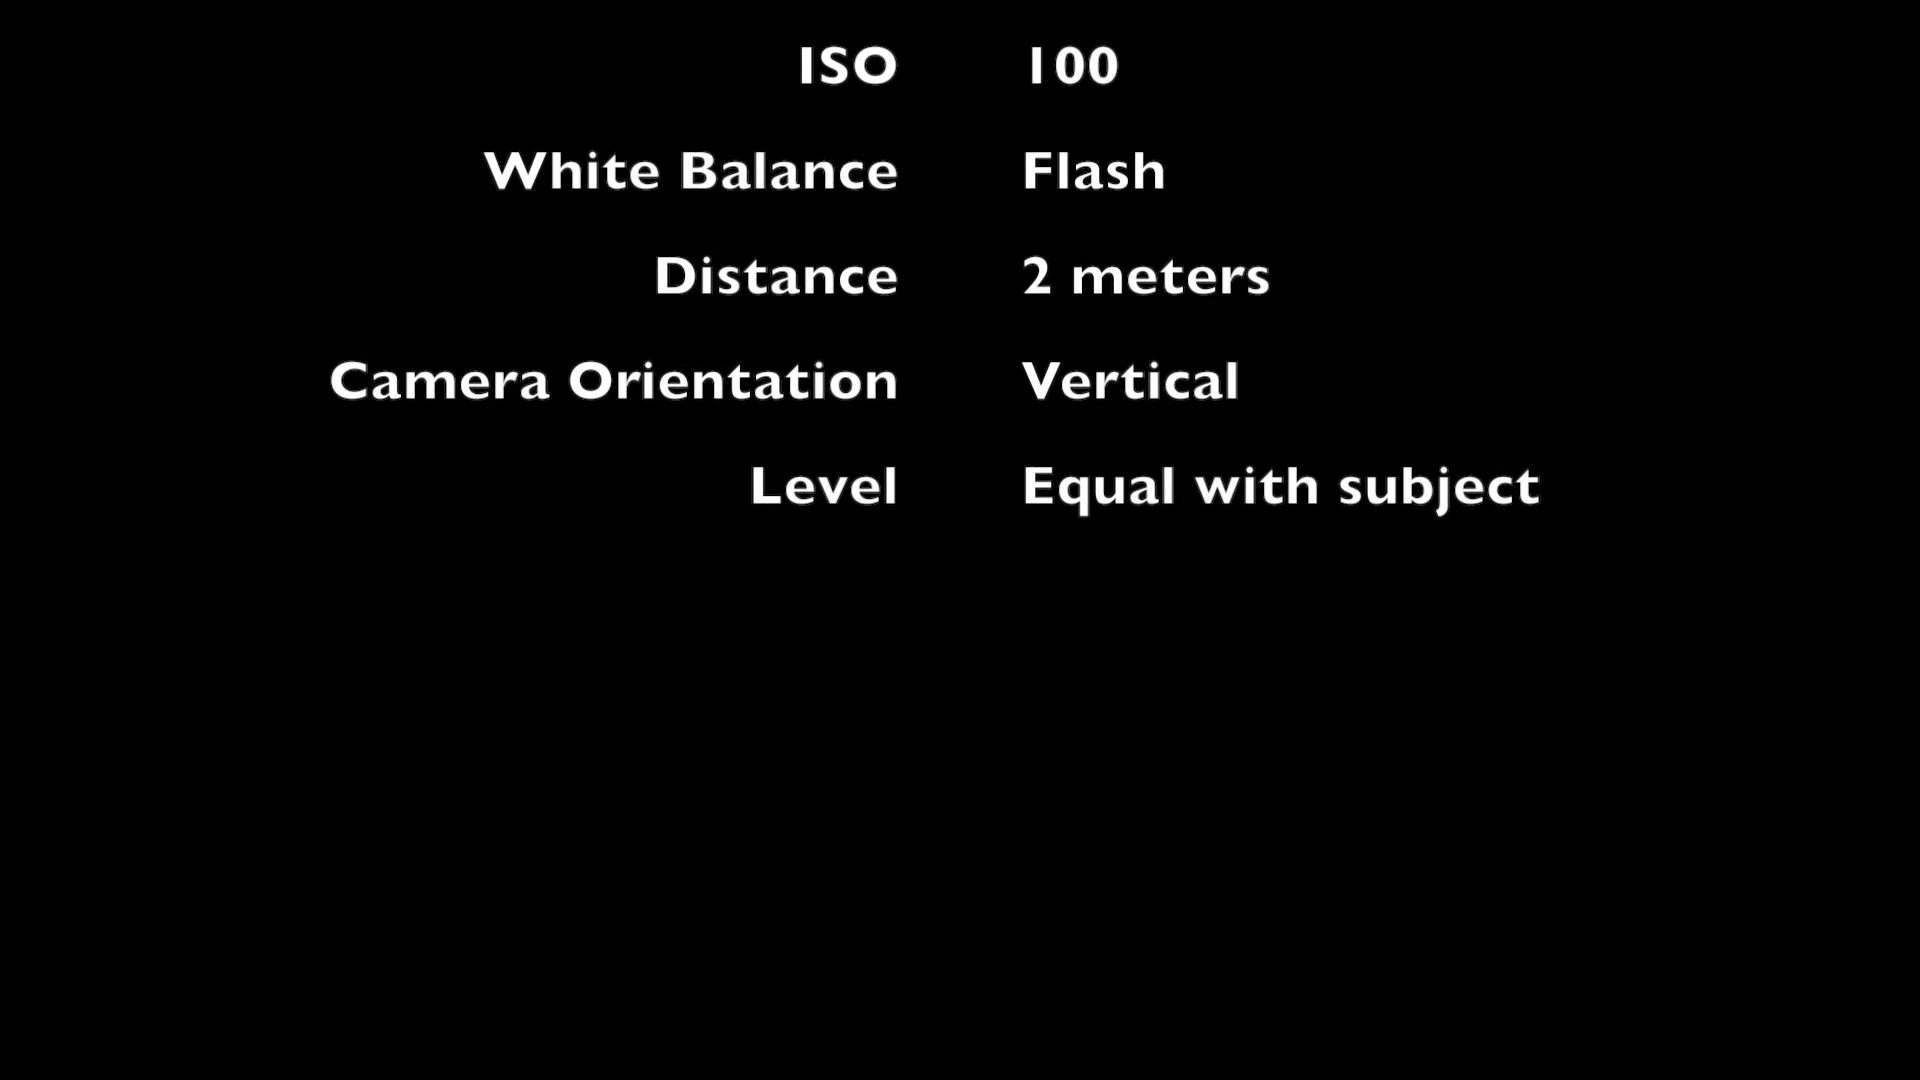 ISO 100
White Balance Flash
Distance 2 meters
Camera Orientation Vertical
Level Equal with subject